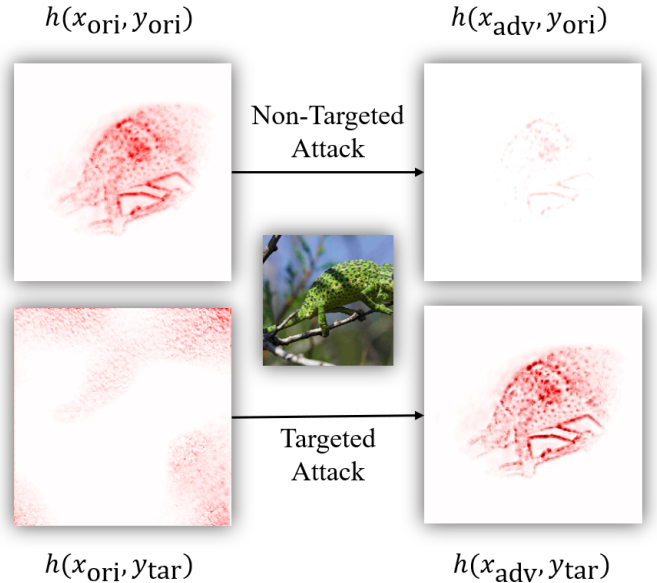 h(x_ori, y_ori)
h(x_adv, y_ori)
Non-Targeted
Attack
Targeted
Attack
h(x_ori, y_tar)
h(x_adv, y_tar)